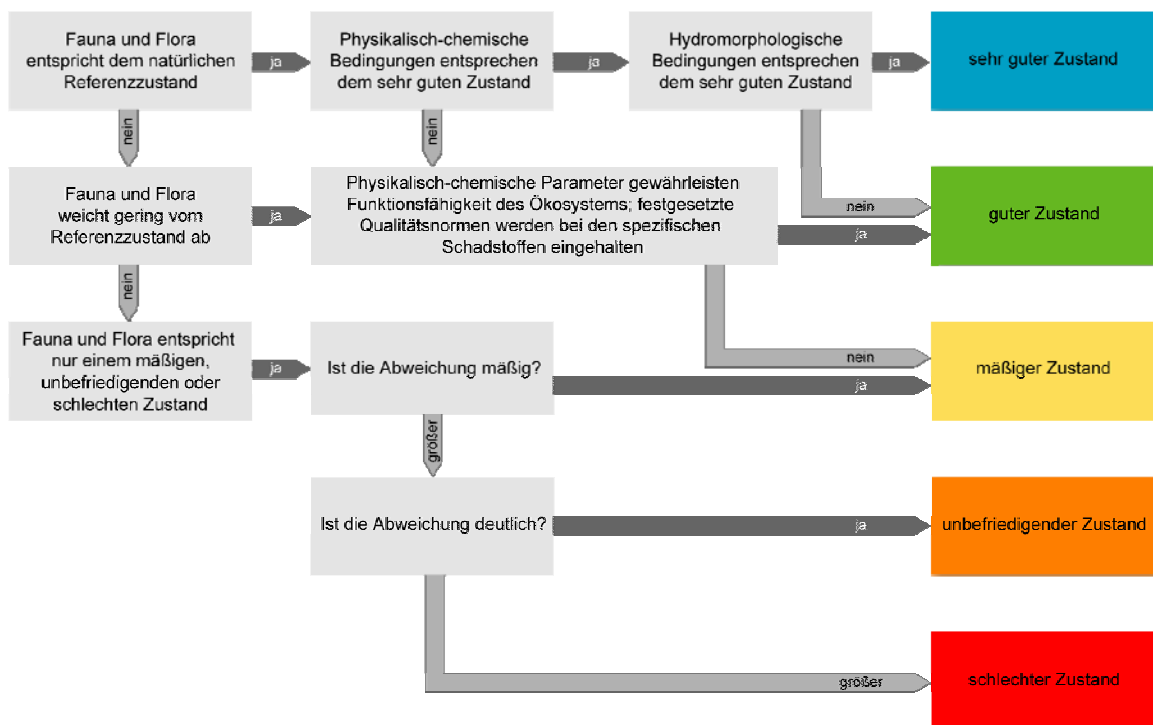 Fauna und Flora
entspricht dem natürlichen
Referenzzustand
ja
Physikalisch-chemische
Bedingungen entsprechen
dem sehr guten Zustand
ja
Hydromorphologische
Bedingungen entsprechen
dem sehr guten Zustand
ja
sehr guter Zustand
nein
nein
Fauna und Flora
weicht gering vom
Referenzzustand ab
ja
Physikalisch-chemische Parameter gewährleisten
Funktionsfähigkeit des Ökosystems; festgesetzte
Qualitätsnormen werden bei den spezifischen
Schadstoffen eingehalten
nein
ja
guter Zustand
nein
Fauna und Flora entspricht
nur einem mäßigen,
unbefriedigenden oder
schlechten Zustand
ja
Ist die Abweichung mäßig?
nein
ja
mäßiger Zustand
größer
Ist die Abweichung deutlich?
ja
unbefriedigender Zustand
größer
schlechter Zustand